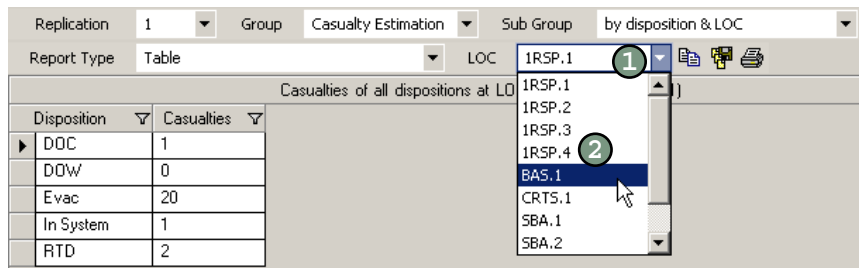 Replication 1 Group Casualty Estimation Sub Group by disposition & LOC
Report Type Table LOC 1RSP.1 1
Casualties of all dispositions at LO
Disposition Casualties
DOC 1
DOW 0
Evac 20
In System 1
RTD 2
1RSP.1
1RSP.2
1RSP.3
1RSP.4 2
BAS.1
CRTS.1
SBA.1
SBA.2